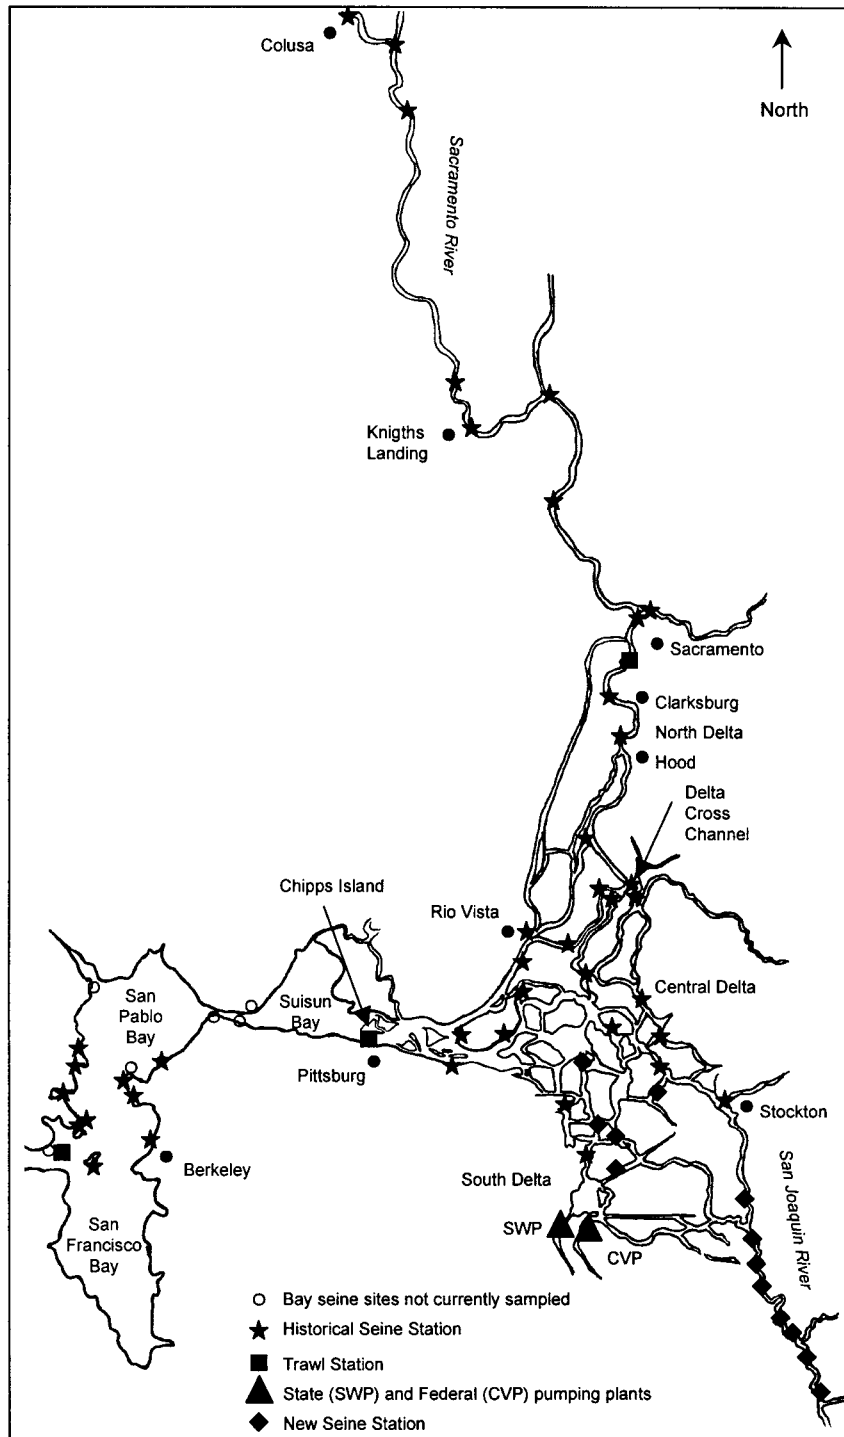 Colusa
North
Sacramento River
Knigths
Landing
Sacramento
Clarksburg
North Delta
Hood
Delta
Cross
Channel
Chipps Island
Rio Vista
San
Pablo
Bay
Suisun
Bay
Central Delta
Pittsburg
Stockton
Berkeley
South Delta
San Joaquin River
San
Francisco
Bay
SWP
CVP
Bay seine sites not currently sampled
Historical Seine Station
Trawl Station
State (SWP) and Federal (CVP) pumping plants
New Seine Station